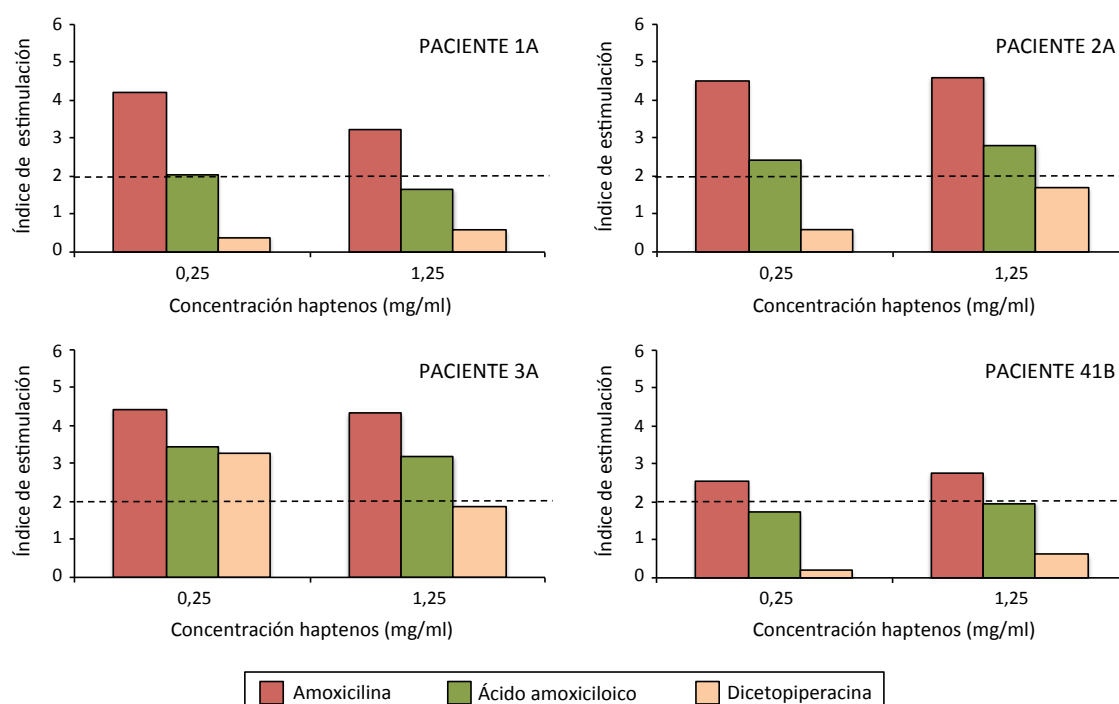 PACIENTE 1A
Índice de estimulación
6
5
4
3
2
1
0
0,25
1,25
Concentración haptenos (mg/ml)
PACIENTE 2A
Índice de estimulación
6
5
4
3
2
1
0
0,25
1,25
Concentración haptenos (mg/ml)
PACIENTE 3A
Índice de estimulación
6
5
4
3
2
1
0
0,25
1,25
Concentración haptenos (mg/ml)
PACIENTE 41B
Índice de estimulación
6
5
4
3
2
1
0
0,25
1,25
Concentración haptenos (mg/ml)
Amoxicilina
Ácido amoxiciloico
Dicetopiperacina